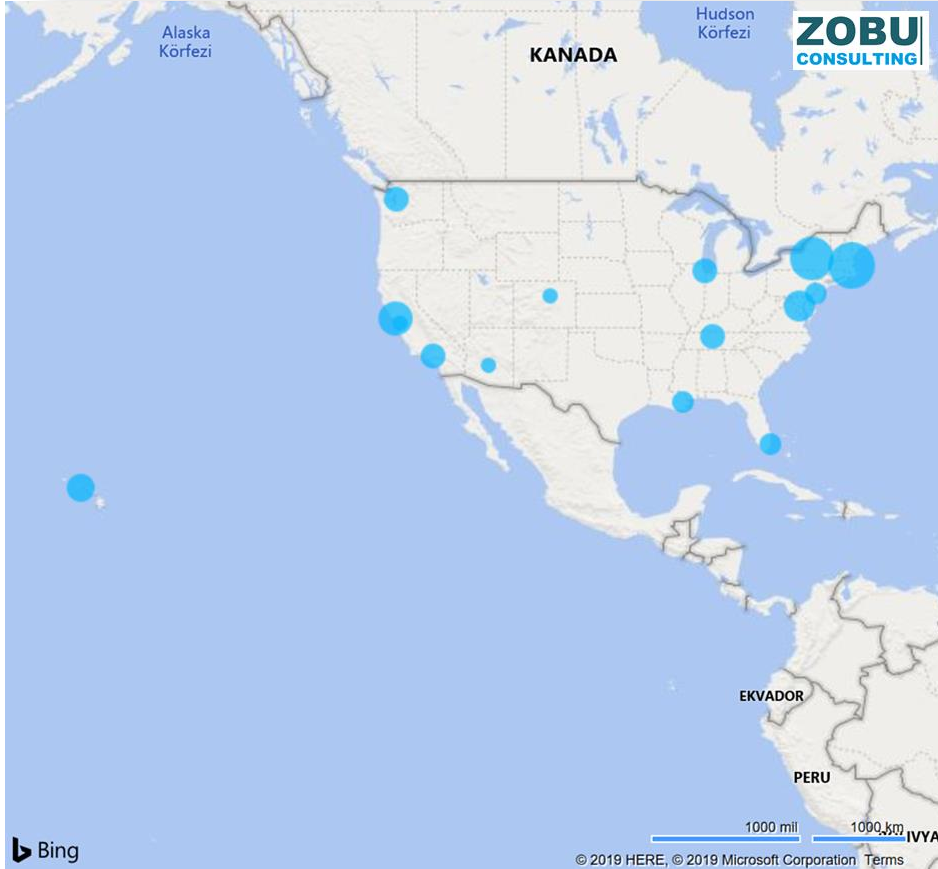 Alaska
Körfezi
Hudson
Körfezi
ZOBU
CONSULTING
KANADA
EKVADOR
PERU
1000 mil
1000 km
IVYA
Bing
© 2019 HERE, © 2019 Microsoft Corporation Terms